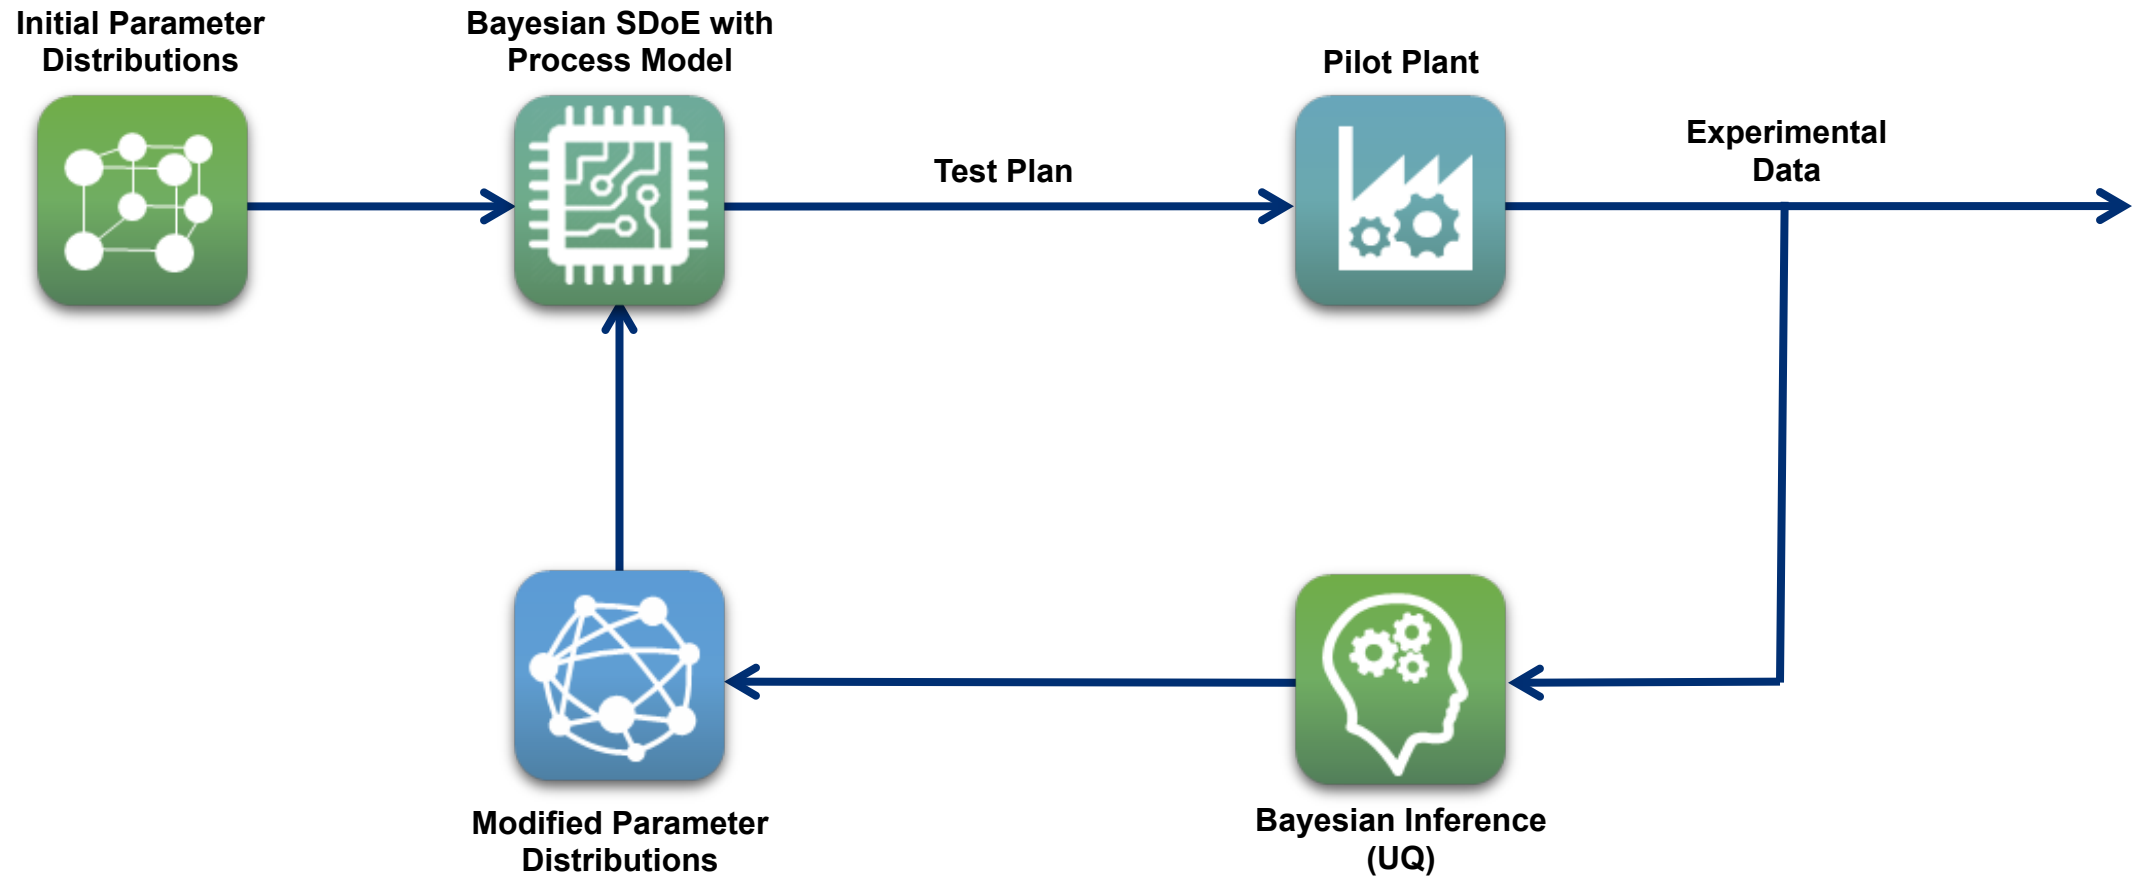 Initial Parameter
Distributions
Bayesian SDoE with
Process Model
Pilot Plant
Test Plan
Experimental
Data
Modified Parameter
Distributions
Bayesian Inference
(UQ)